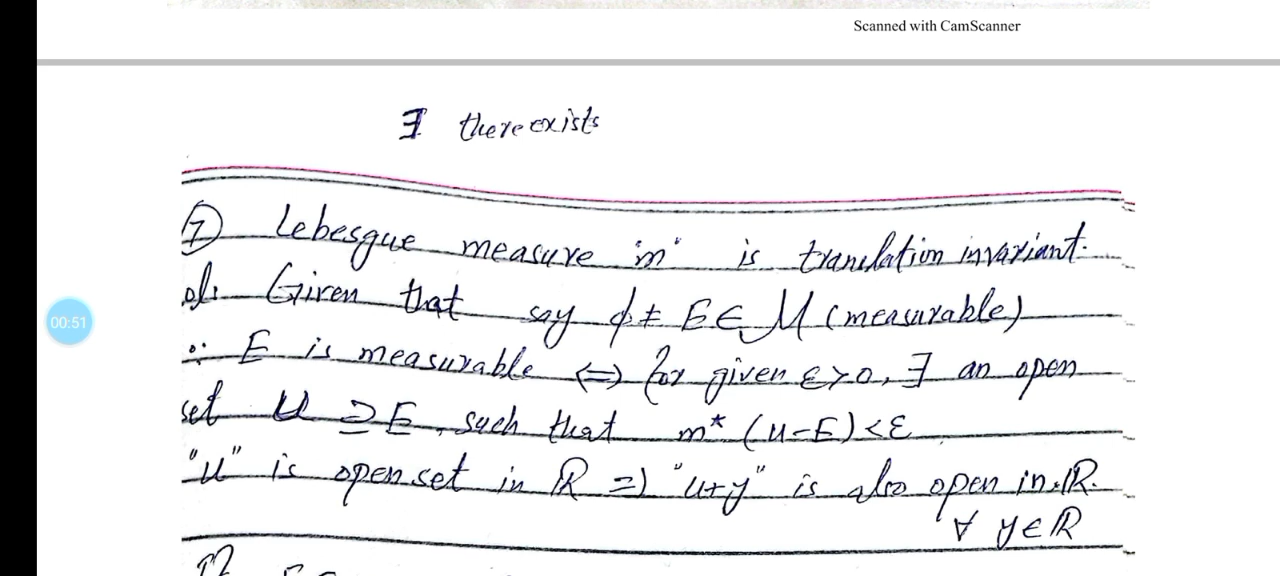 Scanned with CamScanner
∃ there exists
⑦ Lebesgue measure 'm' is translation invariant.
Given that say ϕ ≠ E ∈ M (measurable)
∵ E is measurable ⇔ for given ε>0, ∃ an open
set U ⊇ E, such that m* (U-E) < ε
"U" is open set in ℝ ⇒ "U+y" is also open in ℝ.
∀ y ∈ ℝ
00:51